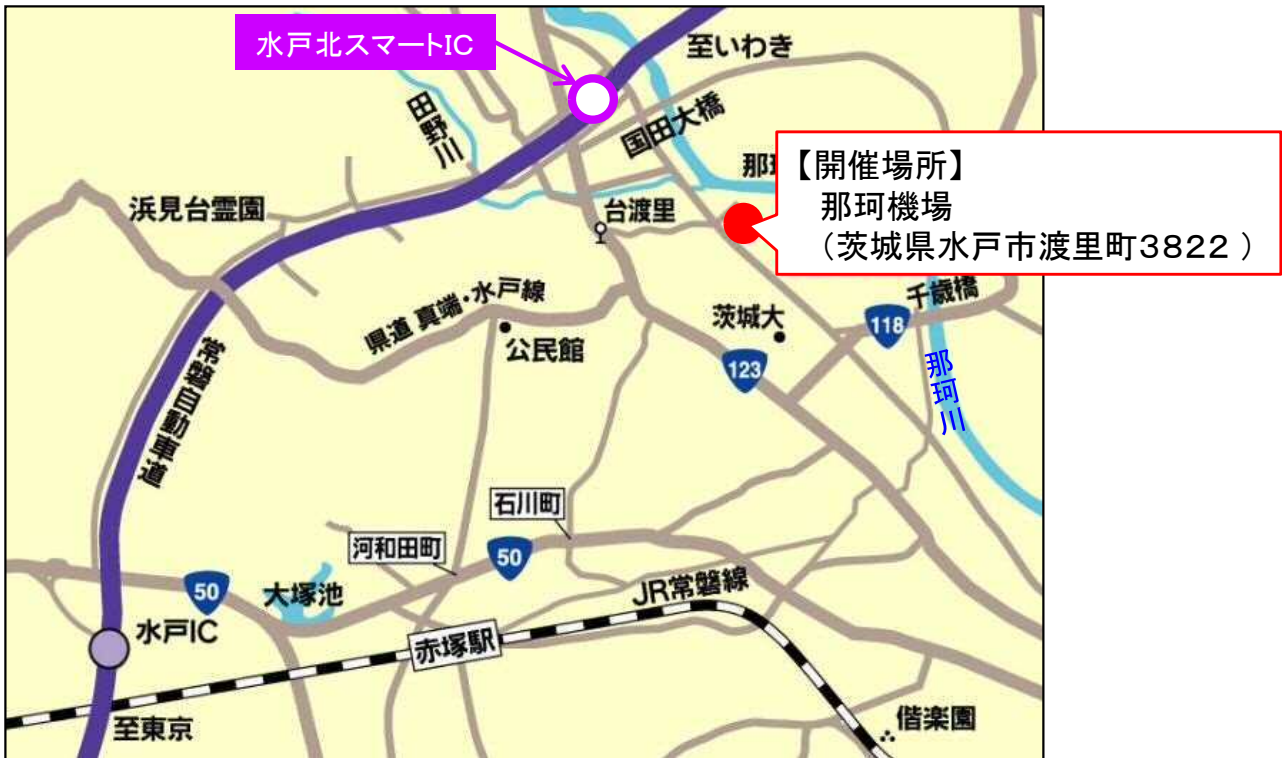 水戸北スマートIC
至いわき
田野川
国田大橋
那珂
【開催場所】
那珂機場
（茨城県水戸市渡里町3822 ）
浜見台霊園
台渡里
千歳橋
県道 真端・水戸線
茨城大
118
公民館
123
常磐自動車道
那珂川
石川町
河和田町
50
50
大塚池
JR常磐線
水戸IC
赤塚駅
至東京
偕楽園